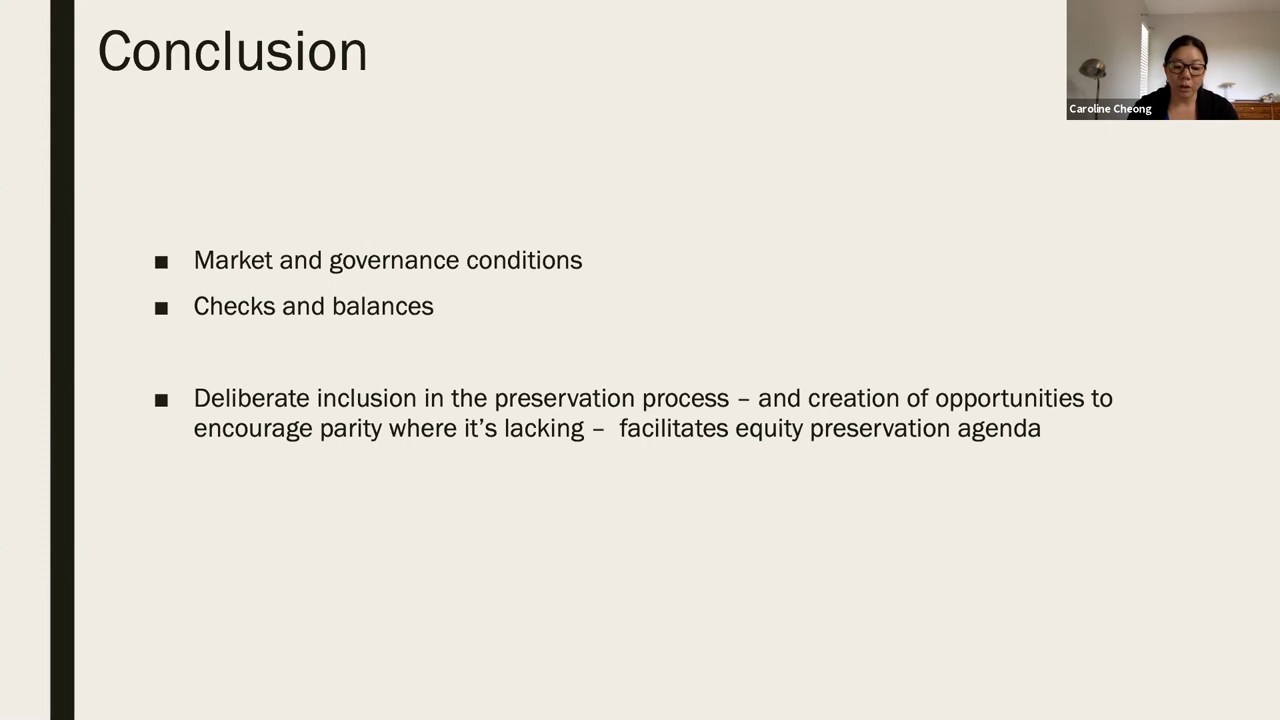 Conclusion
Caroline Cheong
■ Market and governance conditions
■ Checks and balances
■ Deliberate inclusion in the preservation process – and creation of opportunities to
encourage parity where it’s lacking – facilitates equity preservation agenda